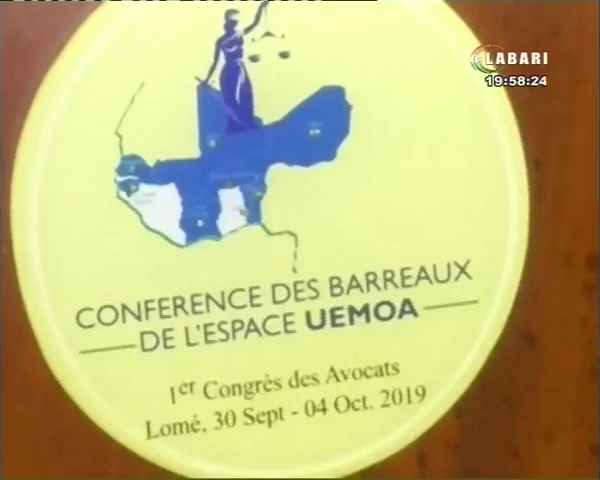 LABARI
19:58:24
CONFERENCE DES BARREAUX
DE L'ESPACE UEMOA
1er Congrès des Avocats
Lomé, 30 Sept - 04 Oct. 2019